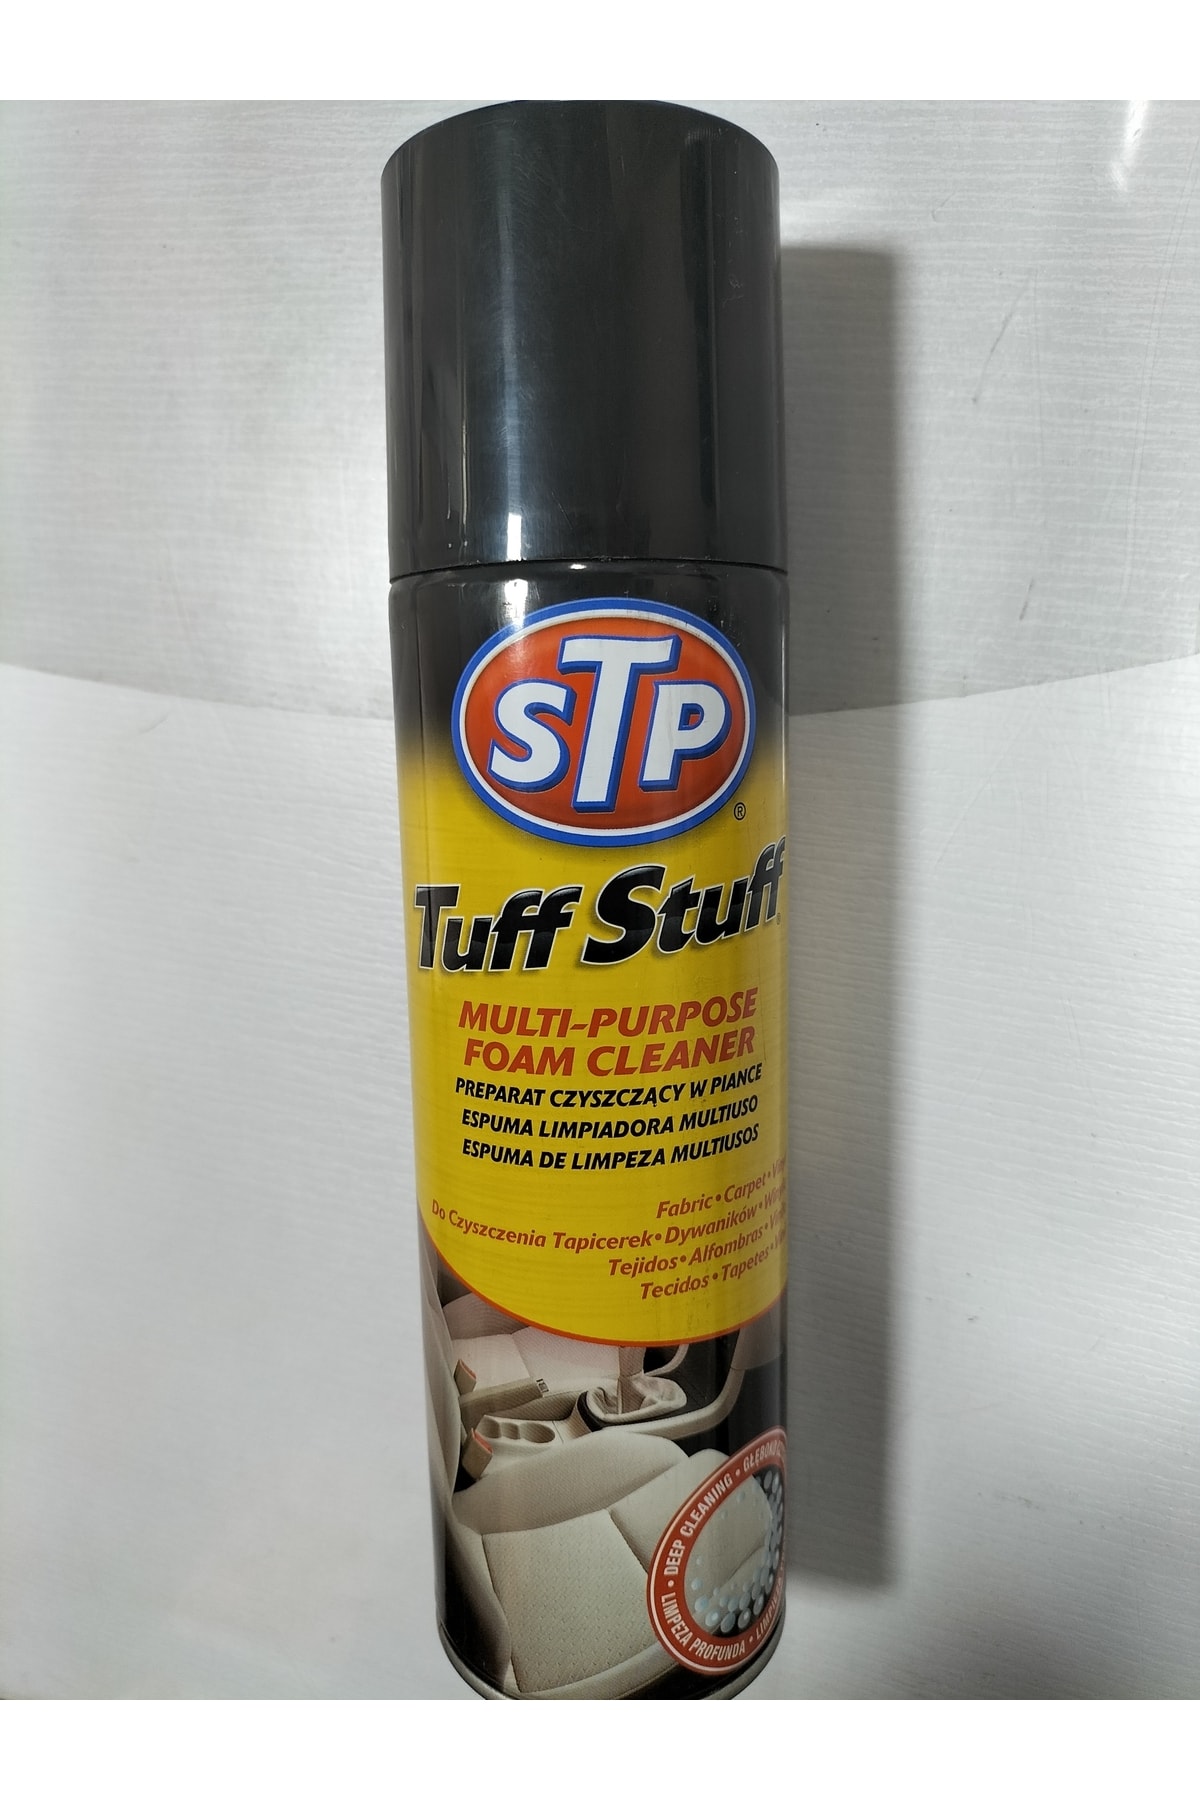 STP
®
Tuff Stuff
MULTI-PURPOSE
FOAM CLEANER
PREPARAT CZYSZCZĄCY W PIANCE
ESPUMA LIMPIADORA MULTIUSO
ESPUMA DE LIMPEZA MULTIUSOS
Fabric • Carpet •
Do Czyszczenia Tapicerek • Dywaników •
Tejidos • Alfombras •
Tecidos • Tapetes •
LIMPEZA PROFUNDA • DEEP CLEANING •